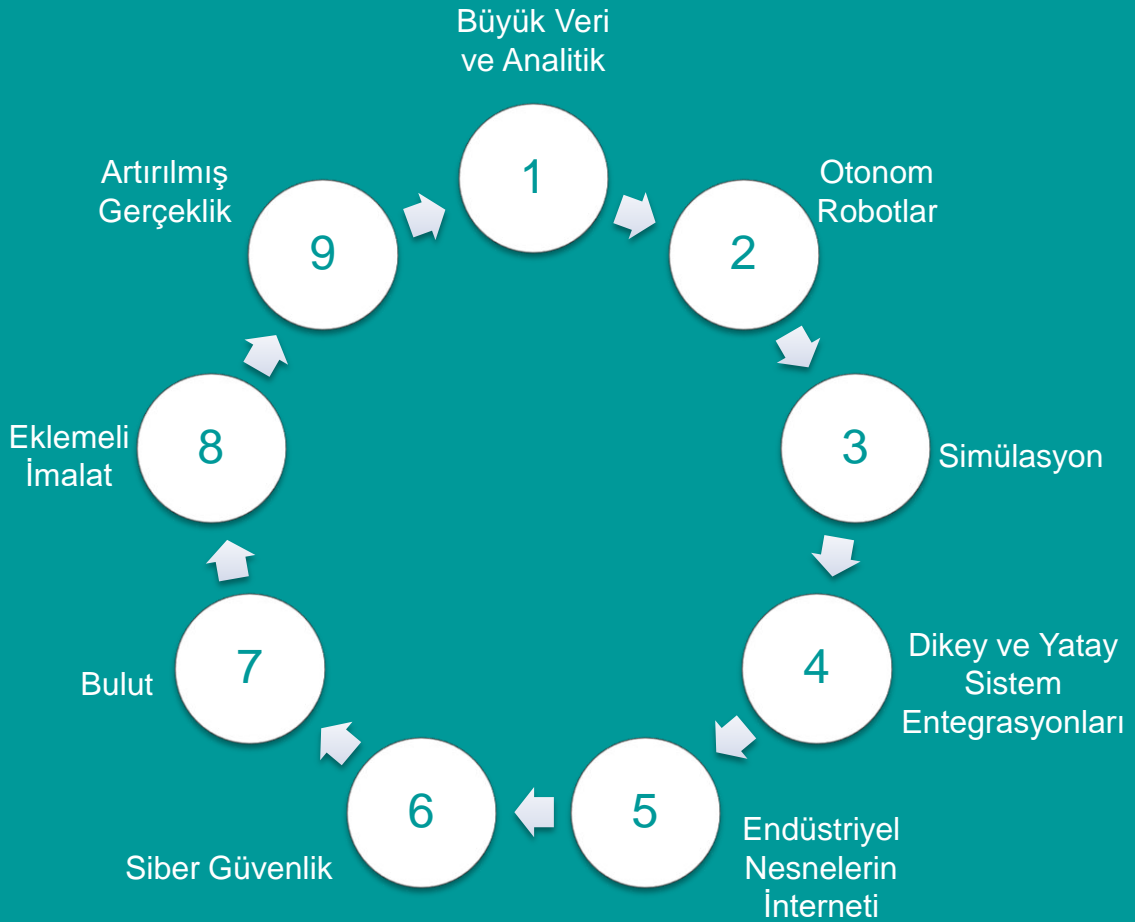 Büyük Veri
ve Analitik
1
Otonom
Robotlar
2
Simülasyon
3
Dikey ve Yatay
Sistem
Entegrasyonları
4
Endüstriyel
Nesnelerin
İnterneti
5
Siber Güvenlik
6
Bulut
7
Eklemeli
İmalat
8
Artırılmış
Gerçeklik
9